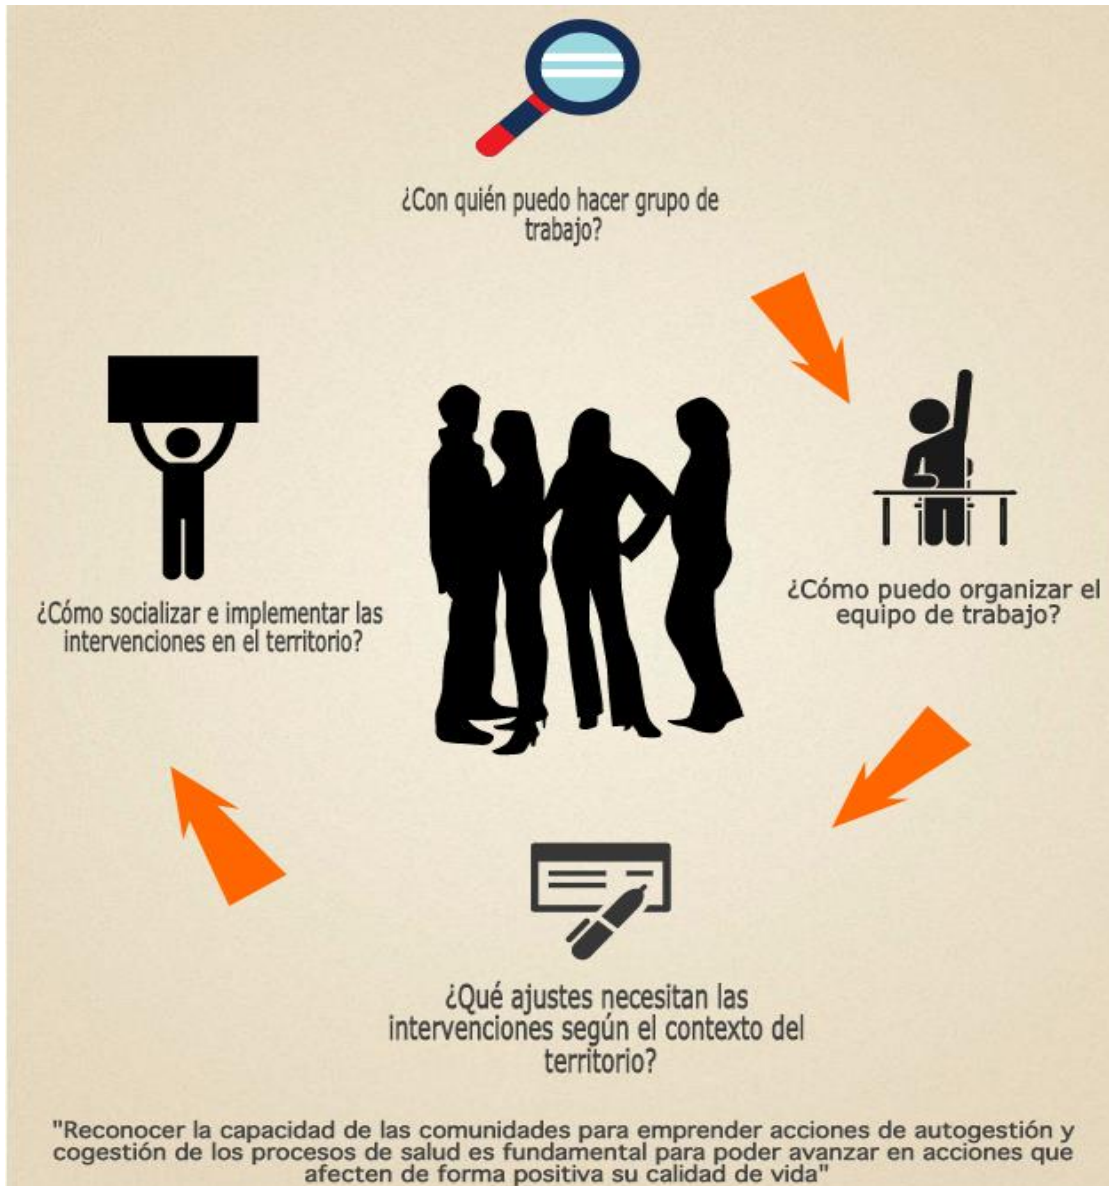 ¿Con quién puedo hacer grupo de
trabajo?
¿Cómo puedo organizar el
equipo de trabajo?
¿Qué ajustes necesitan las
intervenciones según el contexto del
territorio?
¿Cómo socializar e implementar las
intervenciones en el territorio?
"Reconocer la capacidad de las comunidades para emprender acciones de autogestión y
cogestión de los procesos de salud es fundamental para poder avanzar en acciones que
afecten de forma positiva su calidad de vida"